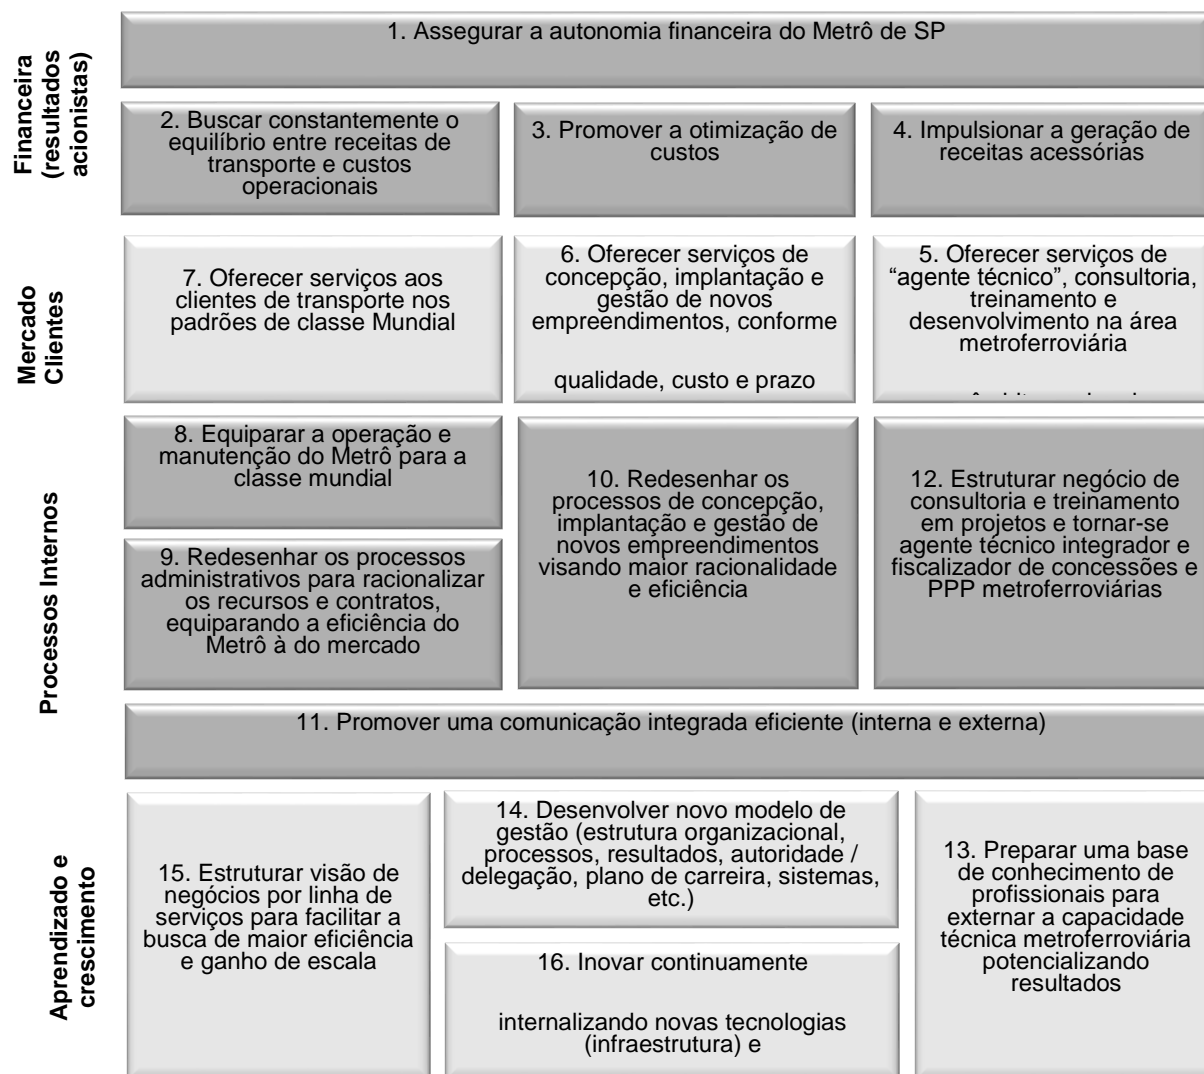 Financeira
(resultados
acionistas)
1. Assegurar a autonomia financeira do Metrô de SP
2. Buscar constantemente o
equilíbrio entre receitas de
transporte e custos
operacionais
3. Promover a otimização de
custos
4. Impulsionar a geração de
receitas acessórias
Mercado
Clientes
7. Oferecer serviços aos
clientes de transporte nos
padrões de classe Mundial
6. Oferecer serviços de
concepção, implantação e
gestão de novos
empreendimentos, conforme
qualidade, custo e prazo
5. Oferecer serviços de
“agente técnico”, consultoria,
treinamento e
desenvolvimento na área
metroferroviária
Processos Internos
8. Equiparar a operação e
manutenção do Metrô para a
classe mundial
9. Redesenhar os processos
administrativos para racionalizar
os recursos e contratos,
equiparando a eficiência do
Metrô à do mercado
10. Redesenhar os
processos de concepção,
implantação e gestão de
novos empreendimentos
visando maior racionalidade
e eficiência
12. Estruturar negócio de
consultoria e treinamento
em projetos e tornar-se
agente técnico integrador e
fiscalizador de concessões e
PPP metroferroviárias
11. Promover uma comunicação integrada eficiente (interna e externa)
Aprendizado e
crescimento
15. Estruturar visão de
negócios por linha de
serviços para facilitar a
busca de maior eficiência
e ganho de escala
14. Desenvolver novo modelo de
gestão (estrutura organizacional,
processos, resultados, autoridade /
delegação, plano de carreira, sistemas,
etc.)
16. Inovar continuamente
internalizando novas tecnologias
(infraestrutura) e
13. Preparar uma base
de conhecimento de
profissionais para
externar a capacidade
técnica metroferroviária
potencializando
resultados